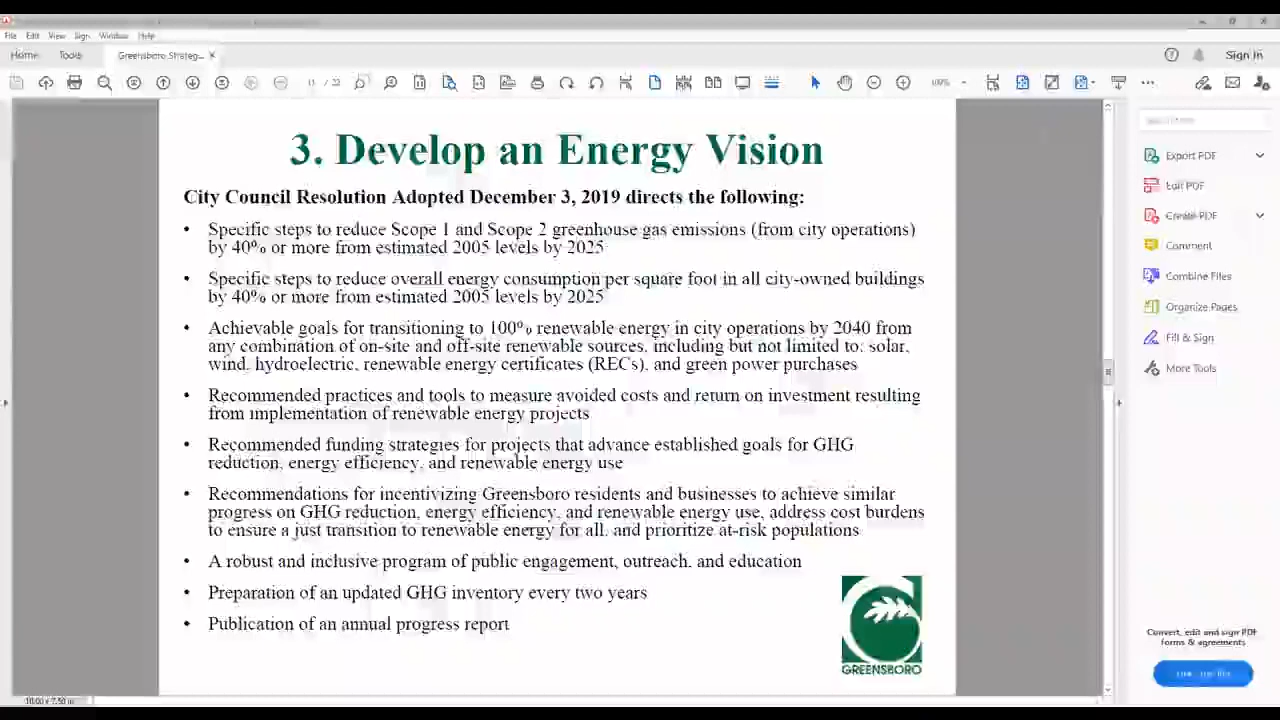 File Edit View Sign Window Help
Home Tools Greensboro Strateg... × Sign In
11 / 22 109%
3. Develop an Energy Vision
City Council Resolution Adopted December 3, 2019 directs the following:
• Specific steps to reduce Scope 1 and Scope 2 greenhouse gas emissions (from city operations)
by 40% or more from estimated 2005 levels by 2025
• Specific steps to reduce overall energy consumption per square foot in all city-owned buildings
by 40% or more from estimated 2005 levels by 2025
• Achievable goals for transitioning to 100% renewable energy in city operations by 2040 from
any combination of on-site and off-site renewable sources, including but not limited to: solar,
wind, hydroelectric, renewable energy certificates (RECs), and green power purchases
• Recommended practices and tools to measure avoided costs and return on investment resulting
from implementation of renewable energy projects
• Recommended funding strategies for projects that advance established goals for GHG
reduction, energy efficiency, and renewable energy use
• Recommendations for incentivizing Greensboro residents and businesses to achieve similar
progress on GHG reduction, energy efficiency, and renewable energy use, address cost burdens
to ensure a just transition to renewable energy for all, and prioritize at-risk populations
• A robust and inclusive program of public engagement, outreach, and education
• Preparation of an updated GHG inventory every two years
• Publication of an annual progress report
GREENSBORO
Export PDF
Edit PDF
Create PDF
Comment
Combine Files
Organize Pages
Fill & Sign
More Tools
Convert, edit and sign PDF
forms & agreements
10.00 x 7.50 in